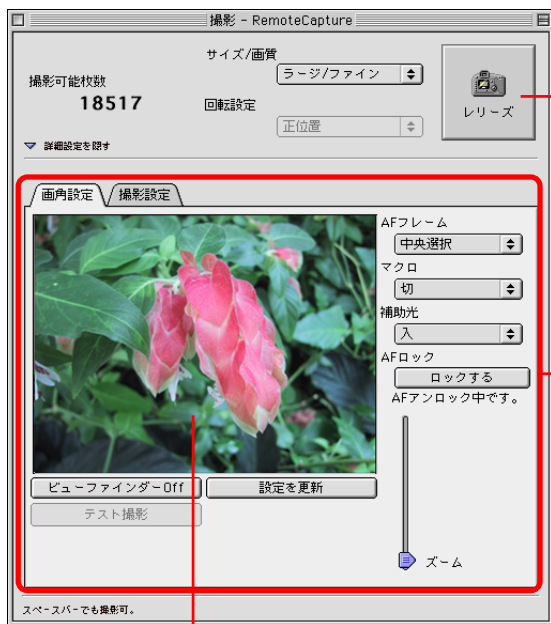 撮影 - RemoteCapture
サイズ/画質
ラージ/ファイン
撮影可能枚数
18517
回転設定
正位置
レリーズ
詳細設定を隠す
画角設定
撮影設定
AFフレーム
中央選択
マクロ
切
補助光
入
AFロック
ロックする
AFアンロック中です。
ビューファインダーOff
設定を更新
テスト撮影
ズーム
スペースバーでも撮影可。